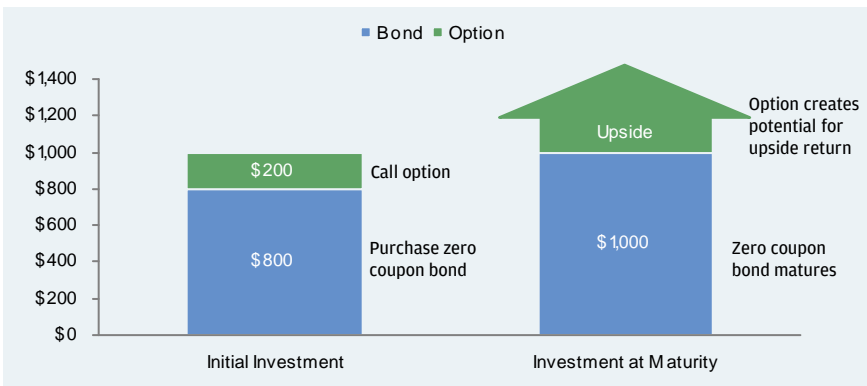 Bond Option
$1,400
$1,200
$1,000
$800
$600
$400
$200
$0
$200
Call option
$800
Purchase zero
coupon bond
Upside
Option creates
potential for
upside return
$1,000
Zero coupon
bond matures
Initial Investment
Investment at Maturity